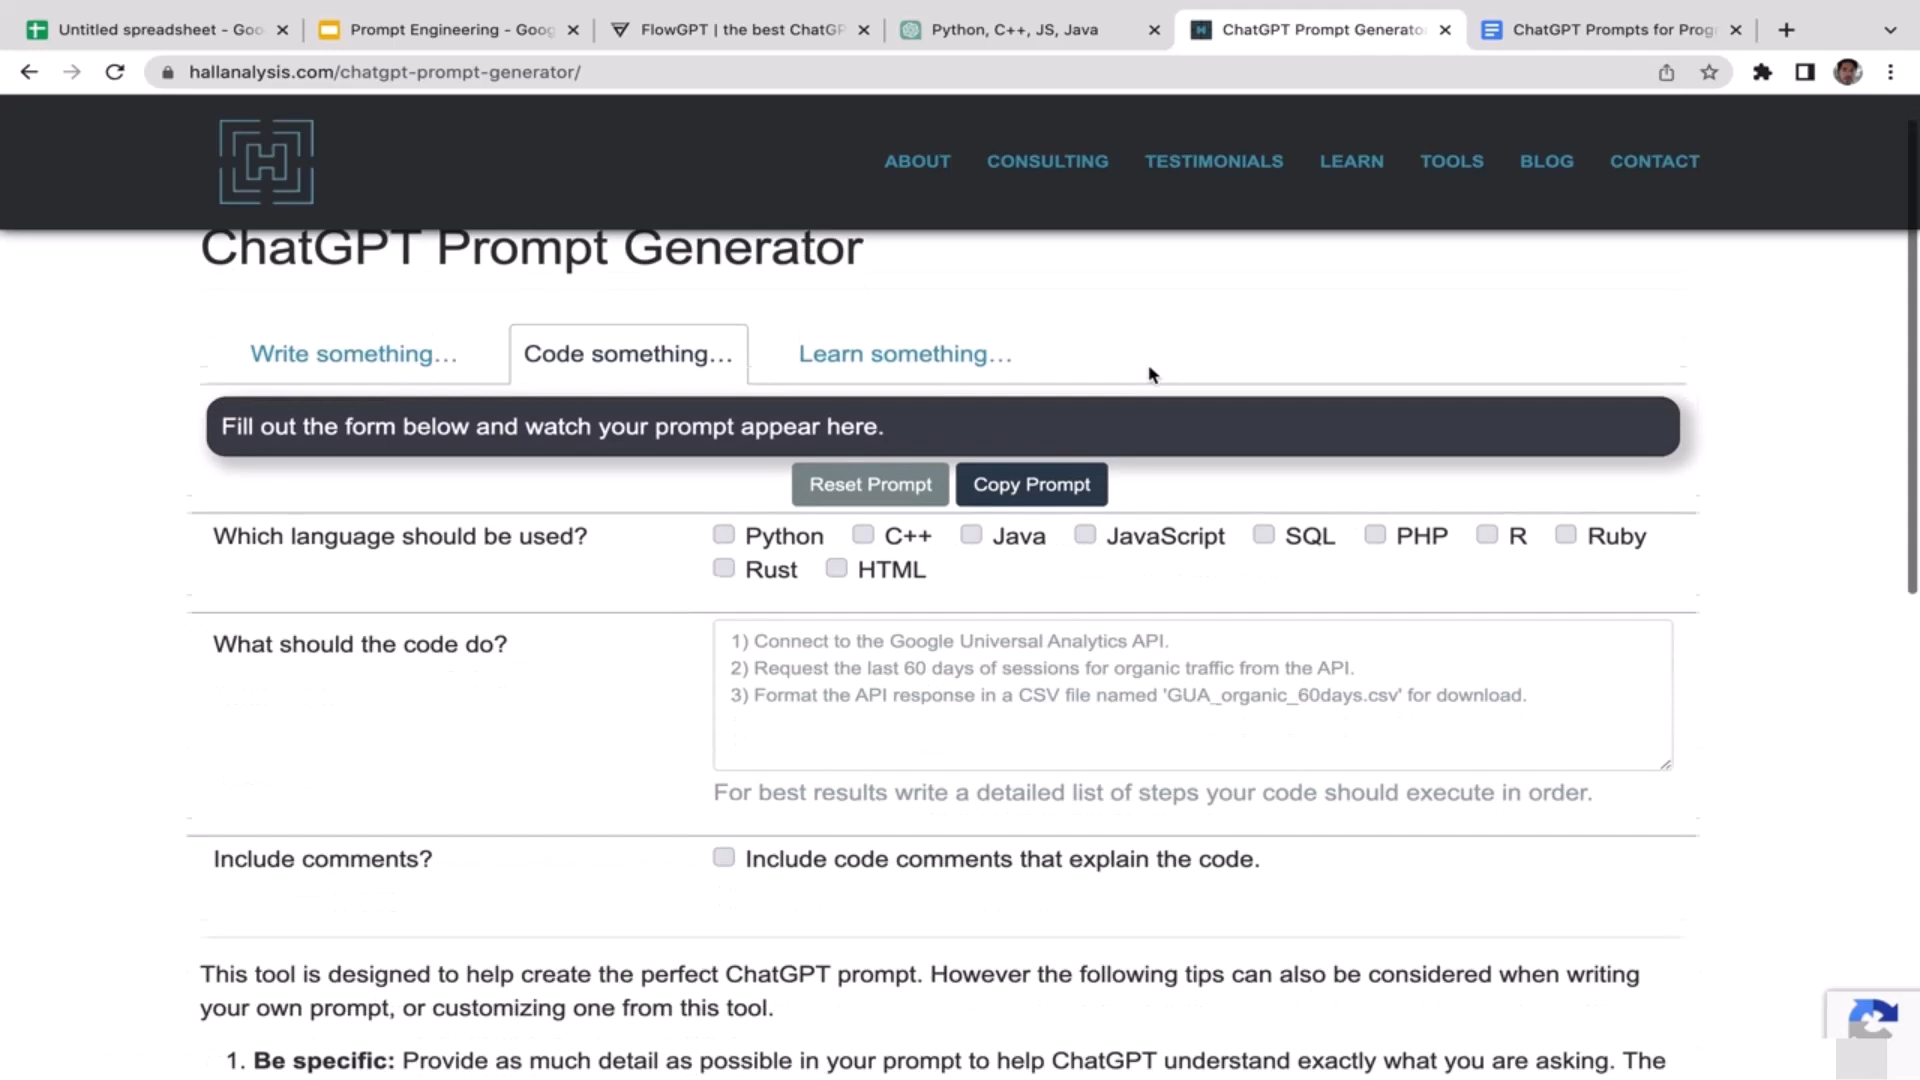 Untitled spreadsheet - Goo
Prompt Engineering - Goog
FlowGPT | the best ChatGP
Python, C++, JS, Java
ChatGPT Prompt Generato
ChatGPT Prompts for Prog
hallanalysis.com/chatgpt-prompt-generator/
ABOUT CONSULTING TESTIMONIALS LEARN TOOLS BLOG CONTACT
ChatGPT Prompt Generator
Write something…
Code something…
Learn something…
Fill out the form below and watch your prompt appear here.
Reset Prompt
Copy Prompt
Which language should be used?
Python C++ Java JavaScript SQL PHP R Ruby
Rust HTML
What should the code do?
1) Connect to the Google Universal Analytics API.
2) Request the last 60 days of sessions for organic traffic from the API.
3) Format the API response in a CSV file named 'GUA_organic_60days.csv' for download.
For best results write a detailed list of steps your code should execute in order.
Include comments?
Include code comments that explain the code.
This tool is designed to help create the perfect ChatGPT prompt. However the following tips can also be considered when writing
your own prompt, or customizing one from this tool.
1. Be specific: Provide as much detail as possible in your prompt to help ChatGPT understand exactly what you are asking. The